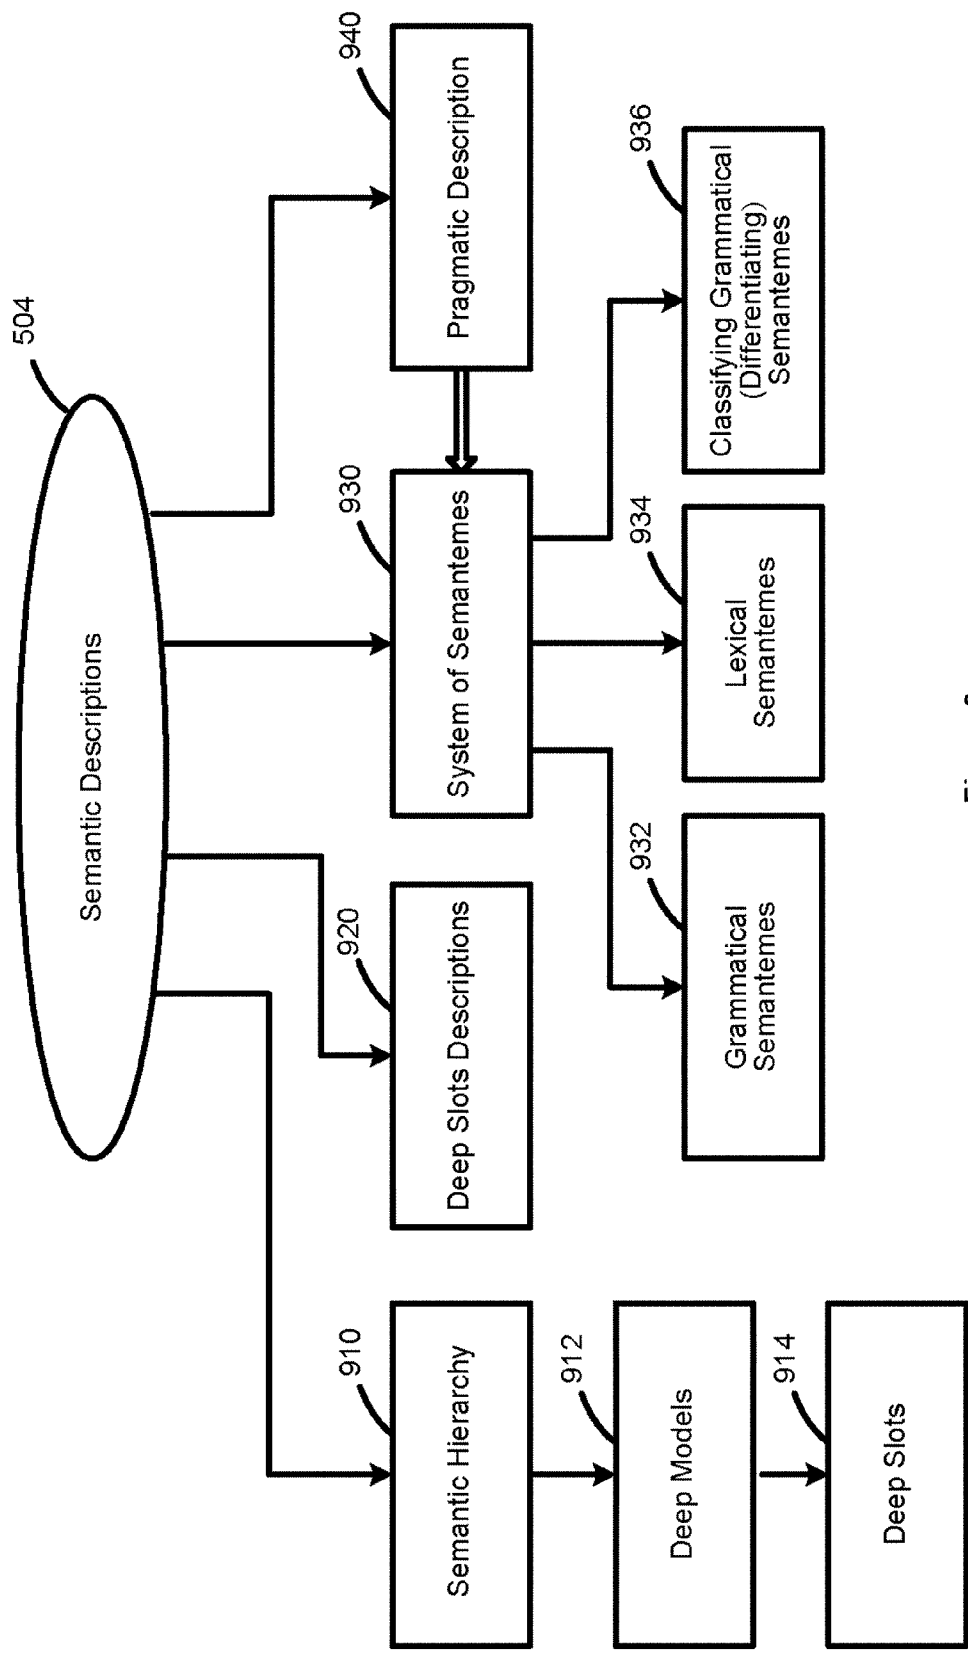 504
Semantic Descriptions
910
920
930
940
Semantic Hierarchy
Deep Slots Descriptions
System of Semantemes
Pragmatic Description
912
932
934
936
Deep Models
Grammatical
Semantemes
Lexical
Semantemes
Classifying Grammatical
(Differentiating)
Semantemes
914
Deep Slots